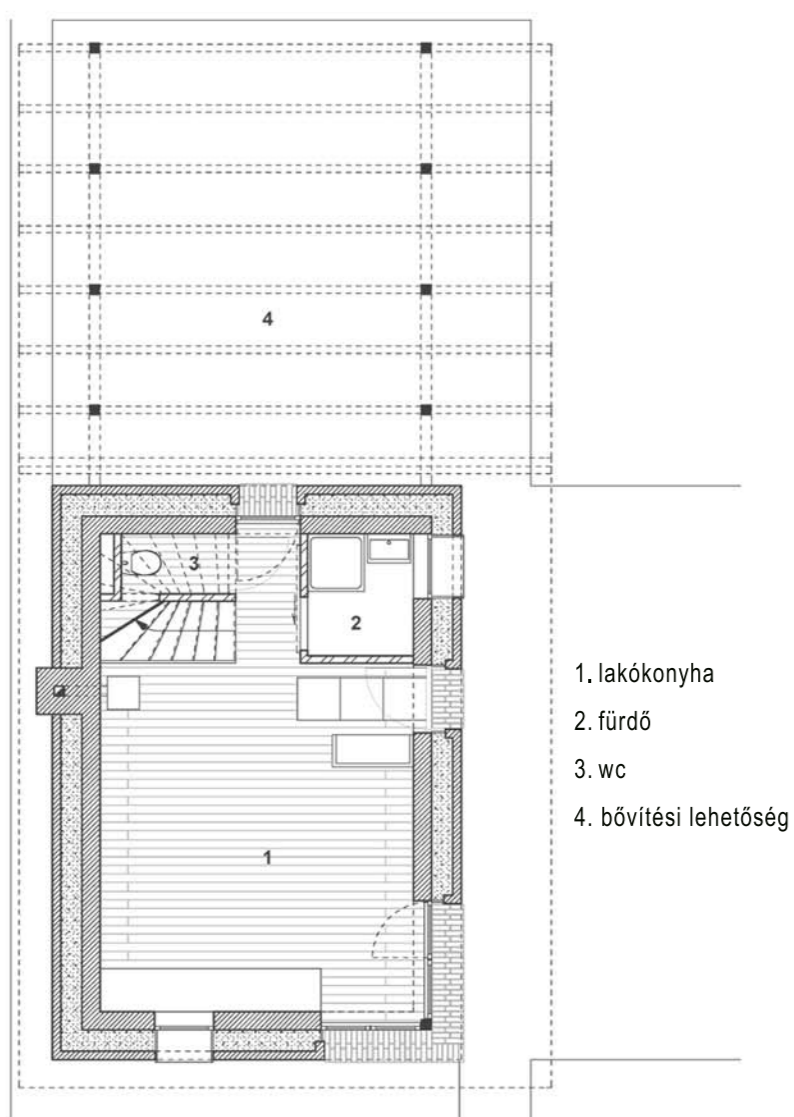 4
3
2
1
1. lakókonyha
2. fürdő
3. wc
4. bővítési lehetőség